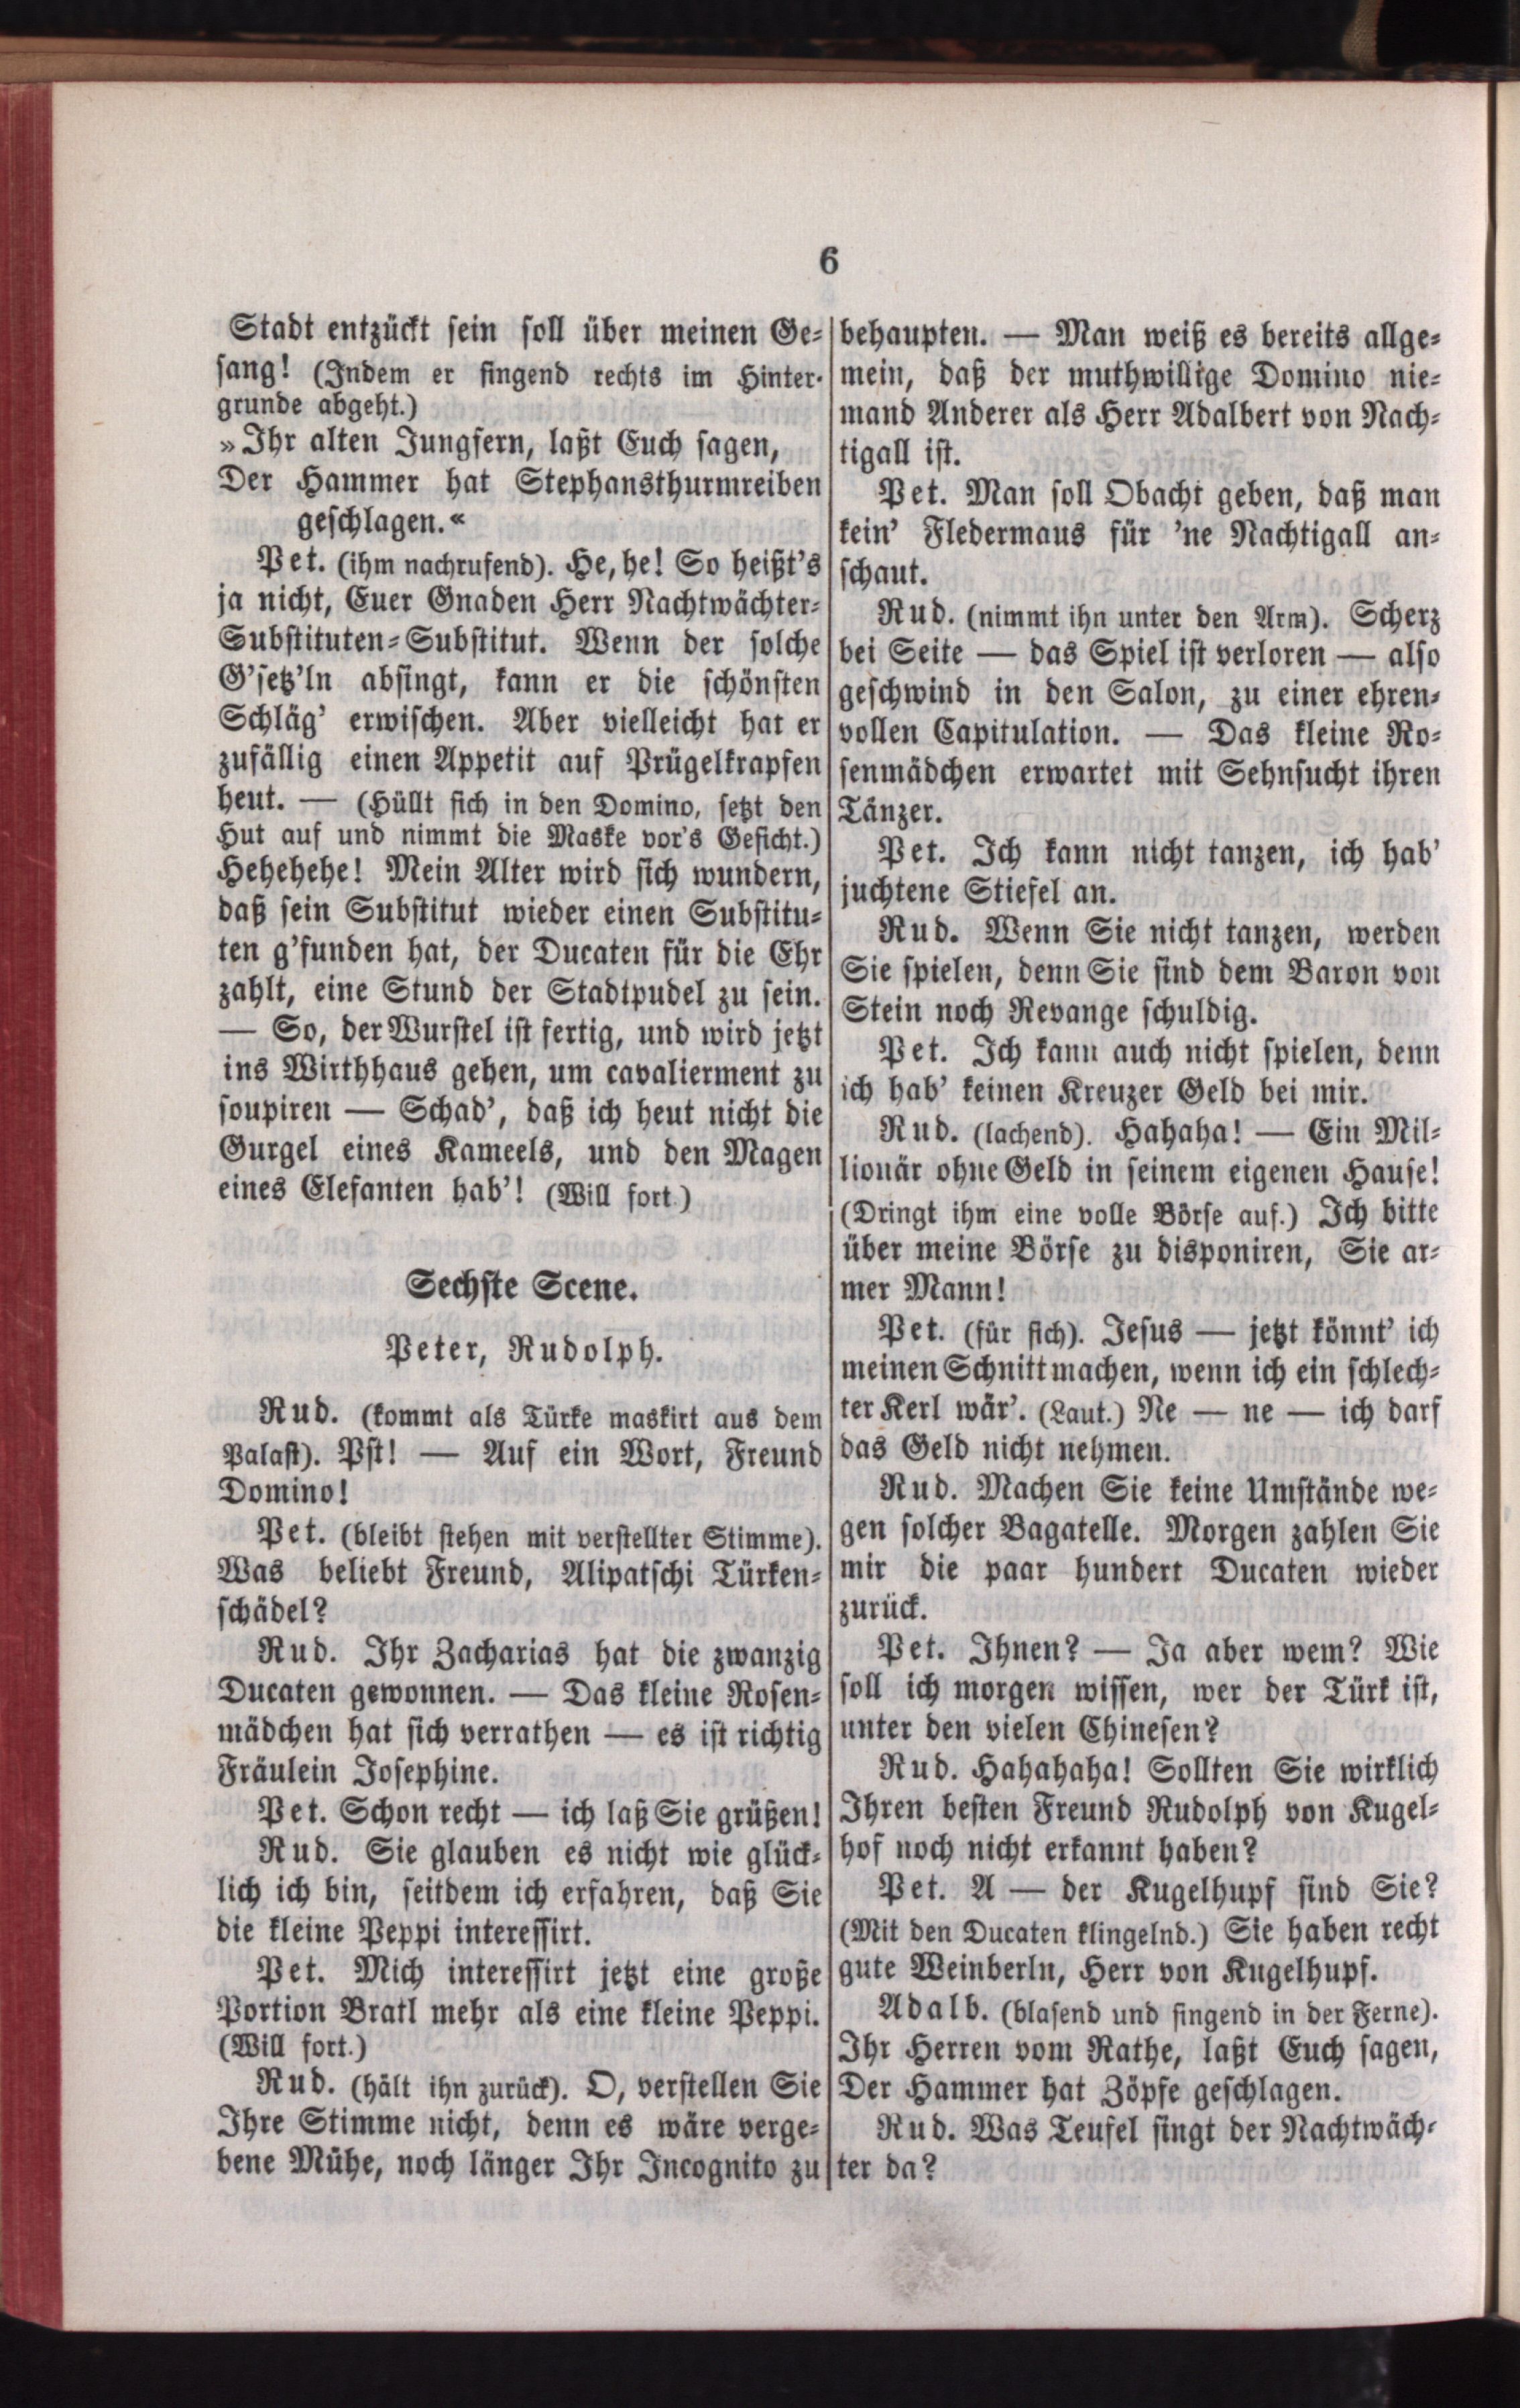 6
Stadt entzückt sein soll über meinen Ge-
sang! (Indem er singend rechts im Hinter-
grunde abgeht.)
»Ihr alten Jungfern, laßt Euch sagen,
Der Hammer hat Stephansthurmreiben
geschlagen.«
Pet. (ihm nachrufend). He, he! So heißt's
ja nicht, Euer Gnaden Herr Nachtwächter-
Substituten-Substitut. Wenn der solche
G'setz'ln absingt, kann er die schönsten
Schläg' erwischen. Aber vielleicht hat er
zufällig einen Appetit auf Prügelkrapfen
heut. — (Hüllt sich in den Domino, setzt den
Hut auf und nimmt die Maske vor's Gesicht.)
Hehehehe! Mein Alter wird sich wundern,
daß sein Substitut wieder einen Substitu-
ten g'funden hat, der Ducaten für die Ehr
zahlt, eine Stund der Stadtpudel zu sein.
— So, der Wurstel ist fertig, und wird jetzt
ins Wirthhaus gehen, um cavalierment zu
soupiren — Schad', daß ich heut nicht die
Gurgel eines Kameels, und den Magen
eines Elefanten hab'! (Will fort.)
Sechste Scene.
Peter, Rudolph.
Rud. (kommt als Türke maskirt aus dem
Palast). Pst! — Auf ein Wort, Freund
Domino!
Pet. (bleibt stehen mit verstellter Stimme).
Was beliebt Freund, Alipatschi Türken-
schädel?
Rud. Ihr Zacharias hat die zwanzig
Ducaten gewonnen. — Das kleine Rosen-
mädchen hat sich verrathen — es ist richtig
Fräulein Josephine.
Pet. Schon recht — ich laß Sie grüßen!
Rud. Sie glauben es nicht wie glück-
lich ich bin, seitdem ich erfahren, daß Sie
die kleine Peppi interessirt.
Pet. Mich interessirt jetzt eine große
Portion Bratl mehr als eine kleine Peppi.
(Will fort.)
Rud. (hält ihn zurück). O, verstellen Sie
Ihre Stimme nicht, denn es wäre verge-
bene Mühe, noch länger Ihr Incognito zu
behaupten. — Man weiß es bereits allge-
mein, daß der muthwillige Domino nie-
mand Anderer als Herr Adalbert von Nach-
tigall ist.
Pet. Man soll Obacht geben, daß man
kein' Fledermaus für 'ne Nachtigall an-
schaut.
Rud. (nimmt ihn unter den Arm). Scherz
bei Seite — das Spiel ist verloren — also
geschwind in den Salon, zu einer ehren-
vollen Capitulation. — Das kleine Ro-
senmädchen erwartet mit Sehnsucht ihren
Tänzer.
Pet. Ich kann nicht tanzen, ich hab'
juchtene Stiefel an.
Rud. Wenn Sie nicht tanzen, werden
Sie spielen, denn Sie sind dem Baron von
Stein noch Revange schuldig.
Pet. Ich kann auch nicht spielen, denn
ich hab' keinen Kreuzer Geld bei mir.
Rud. (lachend). Hahaha! — Ein Mil-
lionär ohne Geld in seinem eigenen Hause!
(Dringt ihm eine volle Börse auf.) Ich bitte
über meine Börse zu disponiren, Sie ar-
mer Mann!
Pet. (für sich). Jesus — jetzt könnt' ich
meinen Schnitt machen, wenn ich ein schlech-
ter Kerl wär'. (Laut.) Ne — ne — ich darf
das Geld nicht nehmen.
Rud. Machen Sie keine Umstände we-
gen solcher Bagatelle. Morgen zahlen Sie
mir die paar hundert Ducaten wieder
zurück.
Pet. Ihnen? — Ja aber wem? Wie
soll ich morgen wissen, wer der Türk ist,
unter den vielen Chinesen?
Rud. Hahahaha! Sollten Sie wirklich
Ihren besten Freund Rudolph von Kugel-
hof noch nicht erkannt haben?
Pet. A — der Kugelhupf sind Sie?
(Mit den Ducaten klingelnd.) Sie haben recht
gute Weinberln, Herr von Kugelhupf.
Adalb. (blasend und singend in der Ferne).
Ihr Herren vom Rathe, laßt Euch sagen,
Der Hammer hat Zöpfe geschlagen.
Rud. Was Teufel singt der Nachtwäch-
ter da?